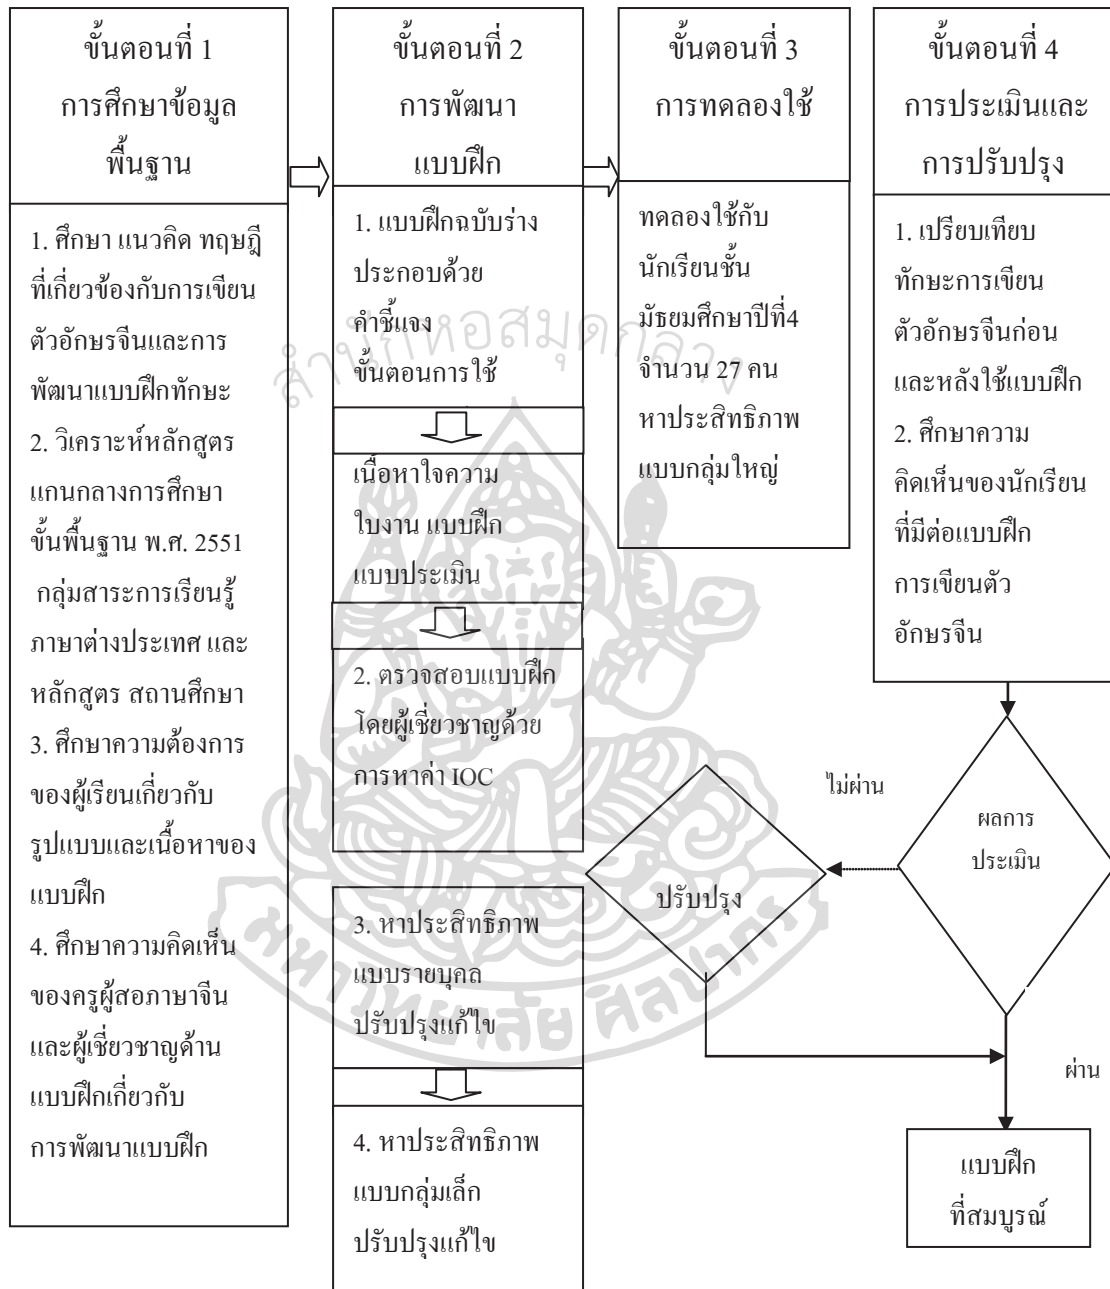 ขั้นตอนที่ 1
การศึกษาข้อมูล
พื้นฐาน
1. ศึกษา แนวคิด ทฤษฎี
ที่เกี่ยวข้องกับการเขียน
ตัวอักษรจีนและการ
พัฒนาแบบฝึกทักษะ
2. วิเคราะห์หลักสูตร
แกนกลางการศึกษา
ขั้นพื้นฐาน พ.ศ. 2551
กลุ่มสาระการเรียนรู้
ภาษาต่างประเทศ และ
หลักสูตร สถานศึกษา
3. ศึกษาความต้องการ
ของผู้เรียนเกี่ยวกับ
รูปแบบและเนื้อหาของ
แบบฝึก
4. ศึกษาความคิดเห็น
ของครูผู้สอภาษาจีน
และผู้เชี่ยวชาญด้าน
แบบฝึกเกี่ยวกับ
การพัฒนาแบบฝึก
ขั้นตอนที่ 2
การพัฒนา
แบบฝึก
1. แบบฝึกฉบับร่าง
ประกอบด้วย
คำชี้แจง
ขั้นตอนการใช้
เนื้อหาใจความ
ใบงาน แบบฝึก
แบบประเมิน
2. ตรวจสอบแบบฝึก
โดยผู้เชี่ยวชาญด้วย
การหาค่า IOC
3. หาประสิทธิภาพ
แบบรายบุคล
ปรับปรุงแก้ไข
4. หาประสิทธิภาพ
แบบกลุ่มเล็ก
ปรับปรุงแก้ไข
ขั้นตอนที่ 3
การทดลองใช้
ทดลองใช้กับ
นักเรียนชั้น
มัธยมศึกษาปีที่4
จำนวน 27 คน
หาประสิทธิภาพ
แบบกลุ่มใหญ่
ขั้นตอนที่ 4
การประเมินและ
การปรับปรุง
1. เปรียบเทียบ
ทักษะการเขียน
ตัวอักษรจีนก่อน
และหลังใช้แบบฝึก
2. ศึกษาความ
คิดเห็นของนักเรียน
ที่มีต่อแบบฝึก
การเขียนตัว
อักษรจีน
ผลการ
ประเมิน
ไม่ผ่าน
ปรับปรุง
ผ่าน
แบบฝึก
ที่สมบูรณ์
สำนักหอสมุดกลาง
มหาวิทยาลัย ศิลปากร